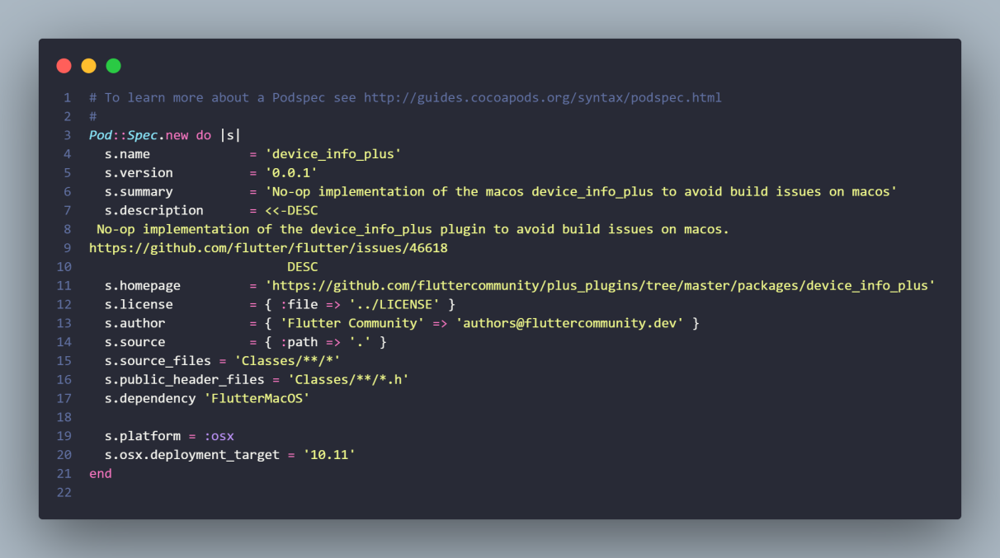 1 # To learn more about a Podspec see http://guides.cocoapods.org/syntax/podspec.html
2 #
3 Pod::Spec.new do |s|
4   s.name             = 'device_info_plus'
5   s.version          = '0.0.1'
6   s.summary          = 'No-op implementation of the macos device_info_plus to avoid build issues on macos'
7   s.description      = <<-DESC
8  No-op implementation of the device_info_plus plugin to avoid build issues on macos.
9 https://github.com/flutter/flutter/issues/46618
10                          DESC
11   s.homepage         = 'https://github.com/fluttercommunity/plus_plugins/tree/master/packages/device_info_plus'
12   s.license          = { :file => '../LICENSE' }
13   s.author           = { 'Flutter Community' => 'authors@fluttercommunity.dev' }
14   s.source           = { :path => '.' }
15   s.source_files = 'Classes/**/*'
16   s.public_header_files = 'Classes/**/*.h'
17   s.dependency 'FlutterMacOS'
18
19   s.platform = :osx
20   s.osx.deployment_target = '10.11'
21 end
22